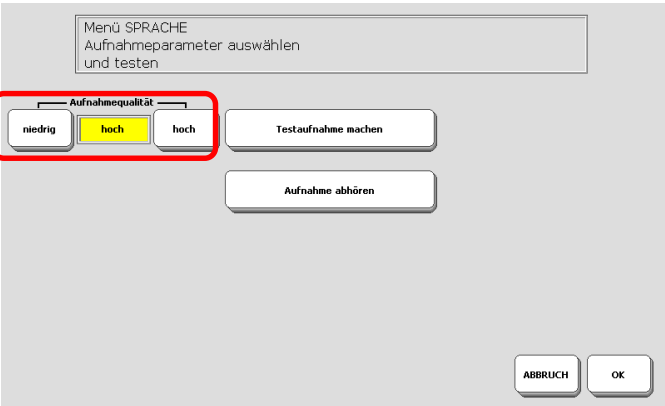 Menü SPRACHE
Aufnahmeparameter auswählen
und testen
Aufnahmequalität
niedrig
hoch
hoch
Testaufnahme machen
Aufnahme abhören
ABBRUCH
OK